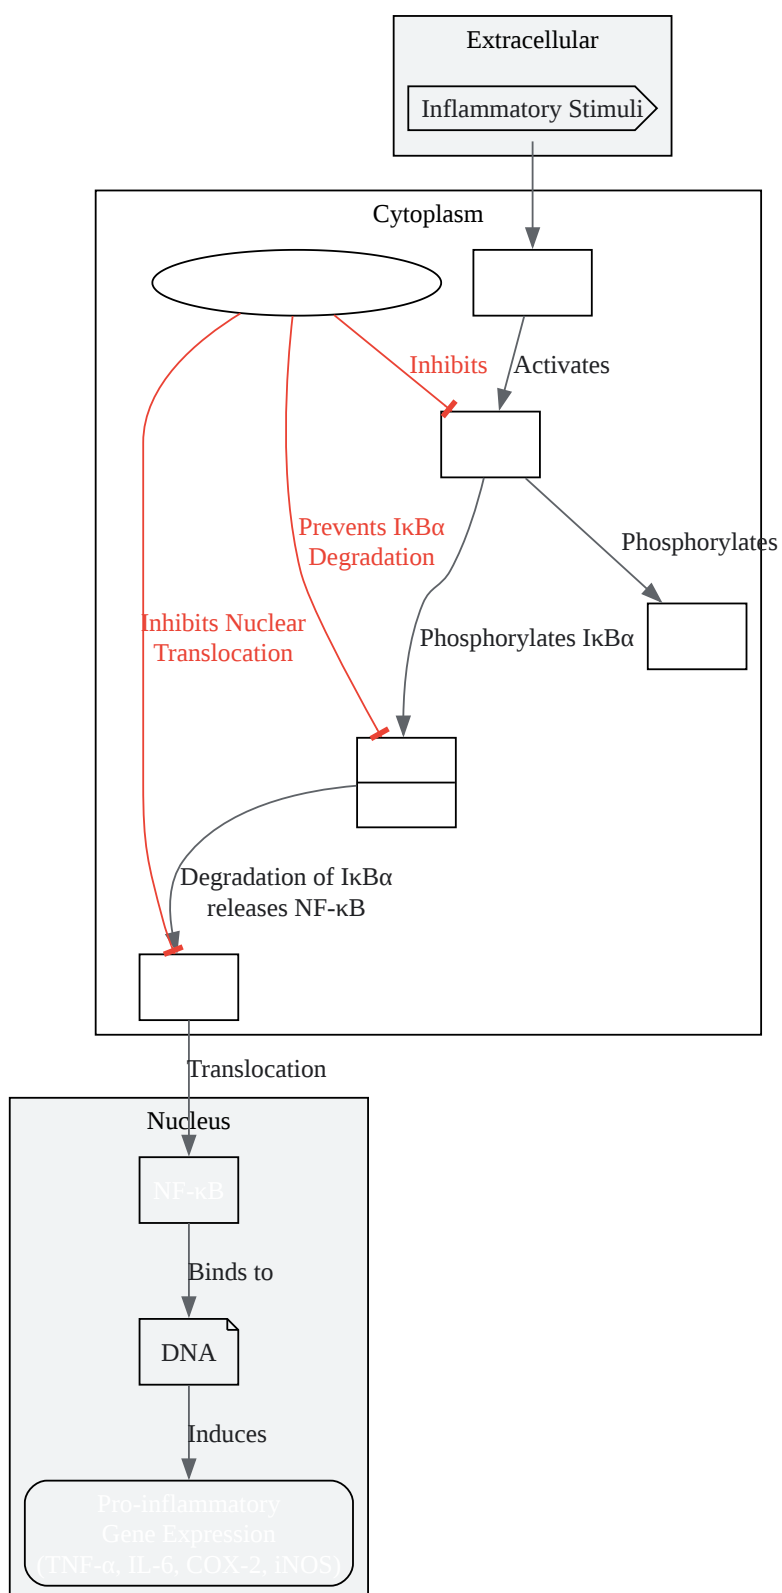 Extracellular
Inflammatory Stimuli
Cytoplasm
Inhibits
Activates
Prevents IκBα
Degradation
Phosphorylates
Inhibits Nuclear
Translocation
Phosphorylates IκBα
Degradation of IκBα
releases NF-κB
Translocation
Nucleus
NF-κB
Binds to
DNA
Induces
Pro-inflammatory
Gene Expression
(TNF-α, IL-6, COX-2, iNOS)